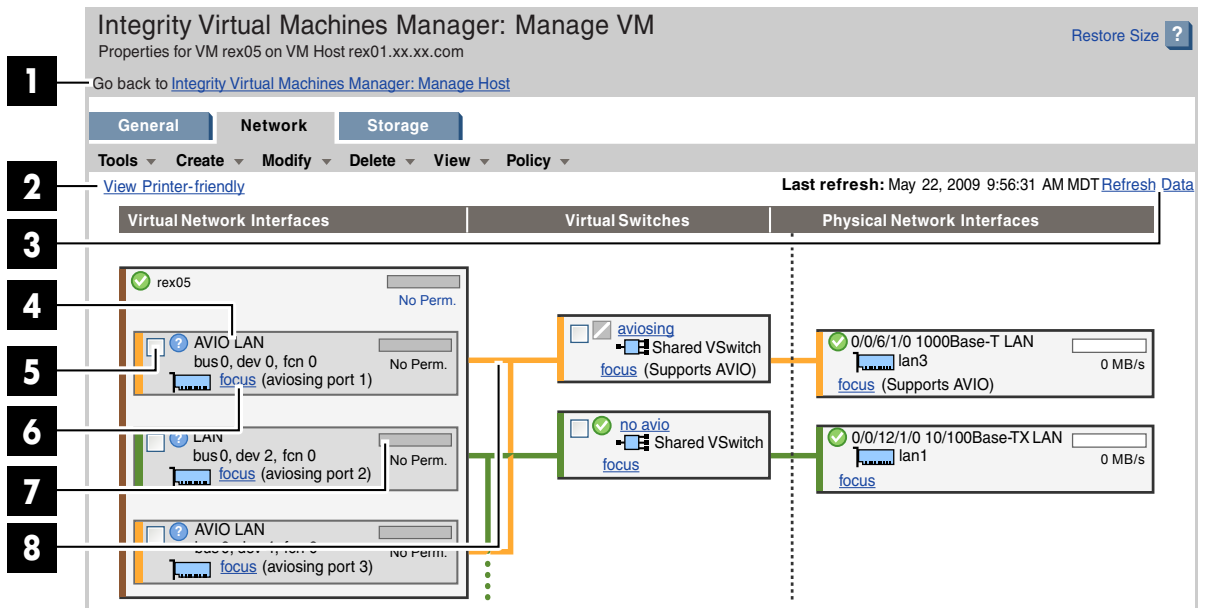 Integrity Virtual Machines Manager: Manage VM
Properties for VM rex05 on VM Host rex01.xx.xx.com
Restore Size ?
1
Go back to Integrity Virtual Machines Manager: Manage Host
General Network Storage
Tools Create Modify Delete View Policy
2
View Printer-friendly
Last refresh: May 22, 2009 9:56:31 AM MDT Refresh Data
Virtual Network Interfaces Virtual Switches Physical Network Interfaces
3
rex05
No Perm.
4
? AVIO LAN
bus 0, dev 0, fcn 0
No Perm.
focus (aviosing port 1)
5
aviosing
Shared VSwitch
focus (Supports AVIO)
0/0/6/1/0 1000Base-T LAN
lan3
0 MB/s
focus (Supports AVIO)
6
? LAN
bus 0, dev 2, fcn 0
No Perm.
focus (aviosing port 2)
7
no avio
Shared VSwitch
focus
0/0/12/1/0 10/100Base-TX LAN
lan1
0 MB/s
focus
8
? AVIO LAN
No Perm.
focus (aviosing port 3)